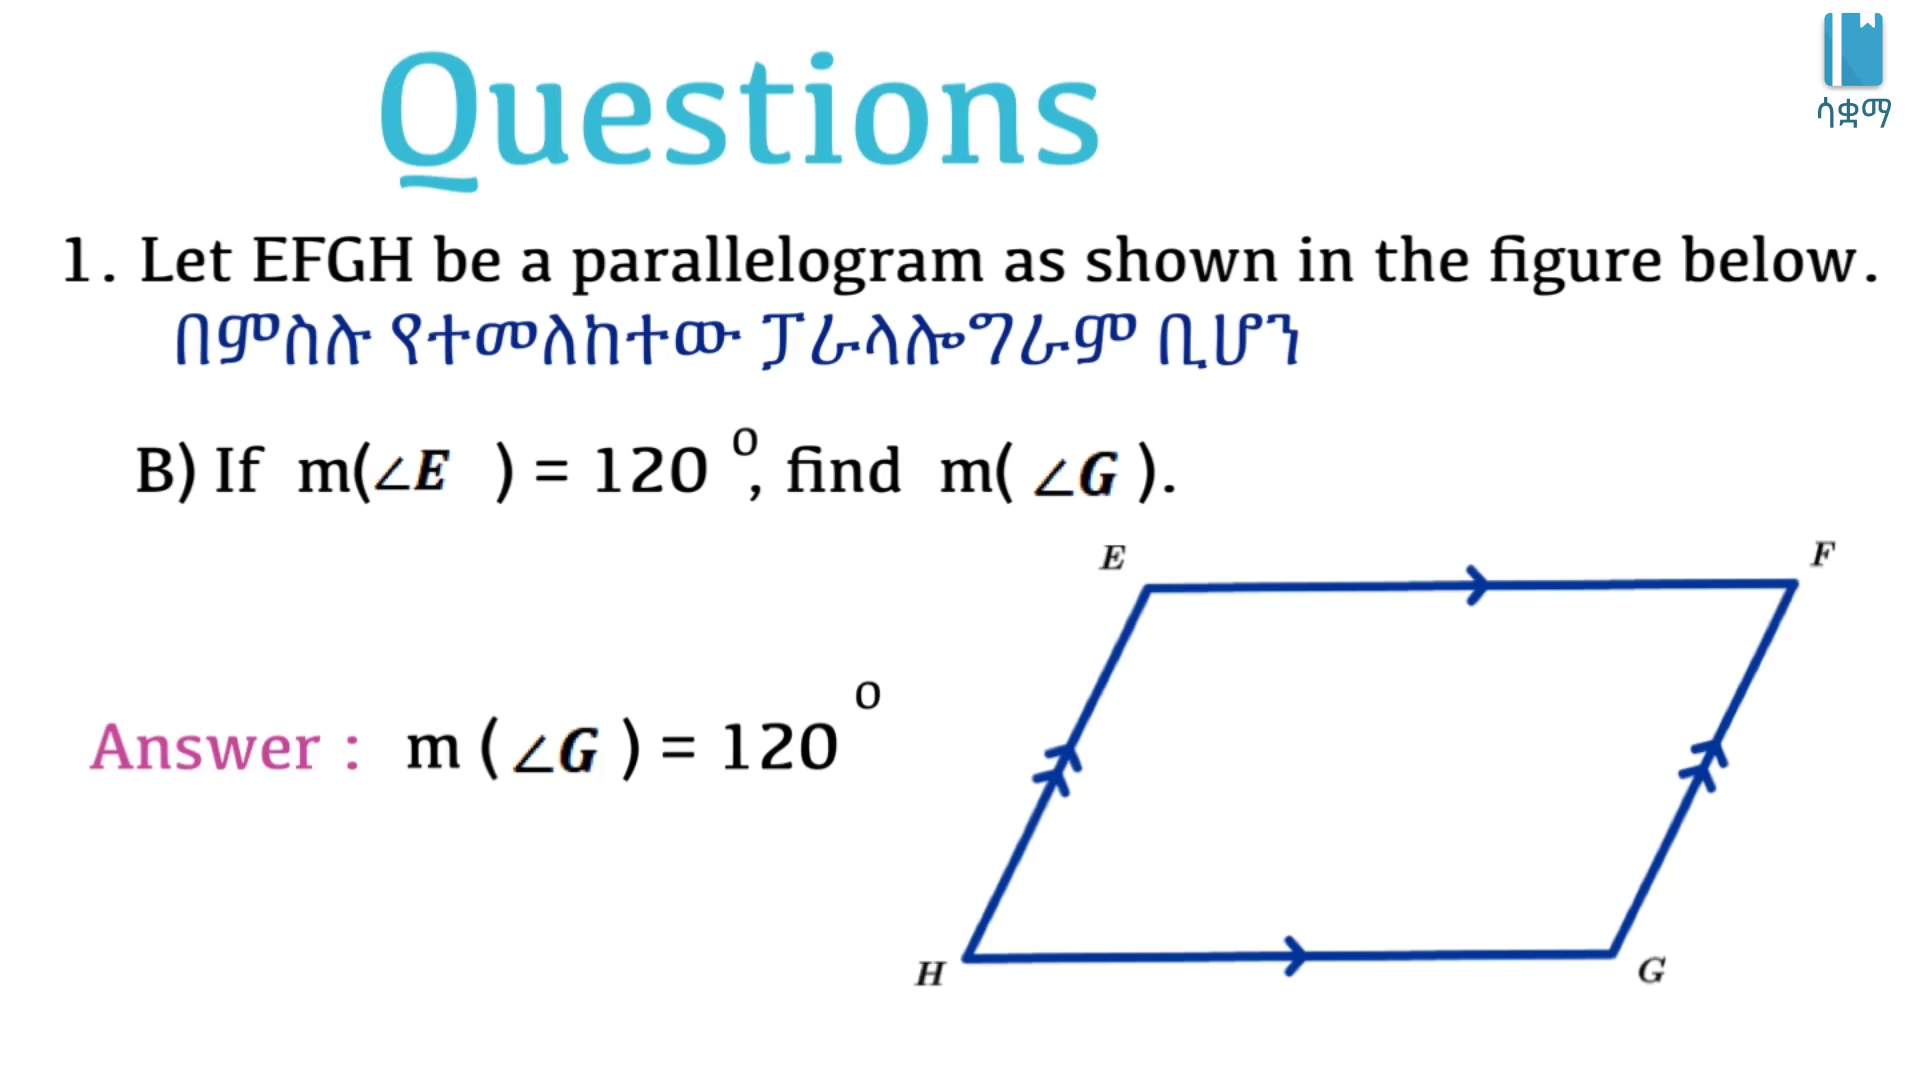 ሳቋማ
Questions
1. Let EFGH be a parallelogram as shown in the figure below.
በምስሉ የተመለከተው ፓራላሎግራም ቢሆን
B) If m(∠E ) = 120 o, find m( ∠G ).
E
F
Answer : m ( ∠G ) = 120 o
H
G